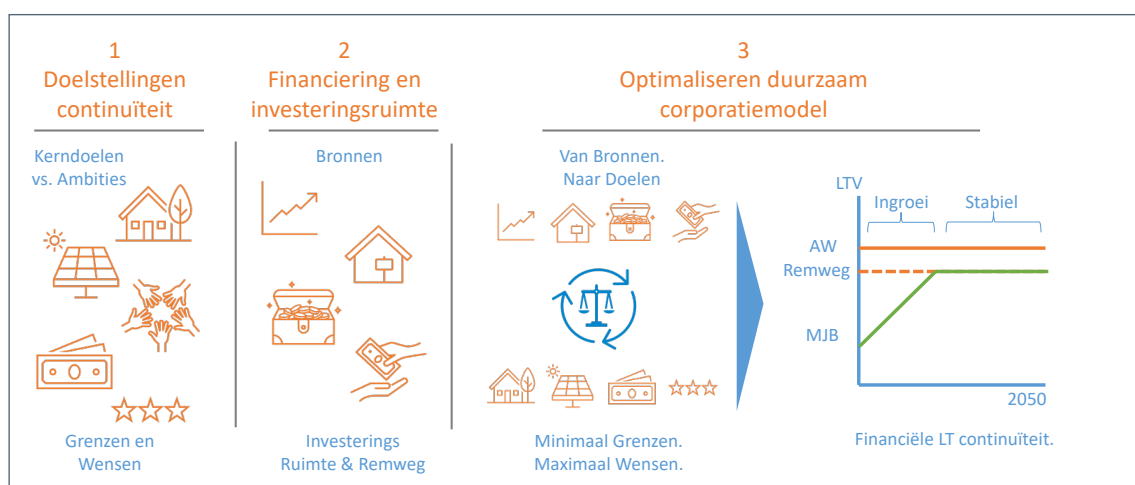 1
Doelstellingen
continuïteit
Kerndoelen
vs. Ambities
Grenzen en
Wensen
2
Financiering en
investeringsruimte
Bronnen
Investerings
Ruimte & Remweg
3
Optimaliseren duurzaam
corporatiemodel
Van Bronnen.
Naar Doelen
Minimaal Grenzen.
Maximaal Wensen.
LTV
Ingroei
Stabiel
AW
Remweg
MJB
2050
Financiële LT continuïteit.